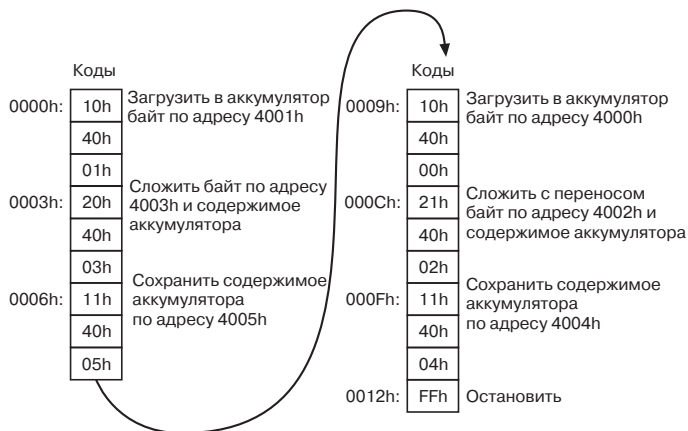 Коды
0000h: 10h Загрузить в аккумулятор
байт по адресу 4001h
40h
01h
0003h: 20h Сложить байт по адресу
4003h и содержимое
аккумулятора
40h
03h
0006h: 11h Сохранить содержимое
аккумулятора
по адресу 4005h
40h
05h
Коды
0009h: 10h Загрузить в аккумулятор
байт по адресу 4000h
40h
00h
000Ch: 21h Сложить с переносом
байт по адресу 4002h и
содержимое аккумулятора
40h
02h
000Fh: 11h Сохранить содержимое
аккумулятора
по адресу 4004h
40h
04h
0012h: FFh Остановить